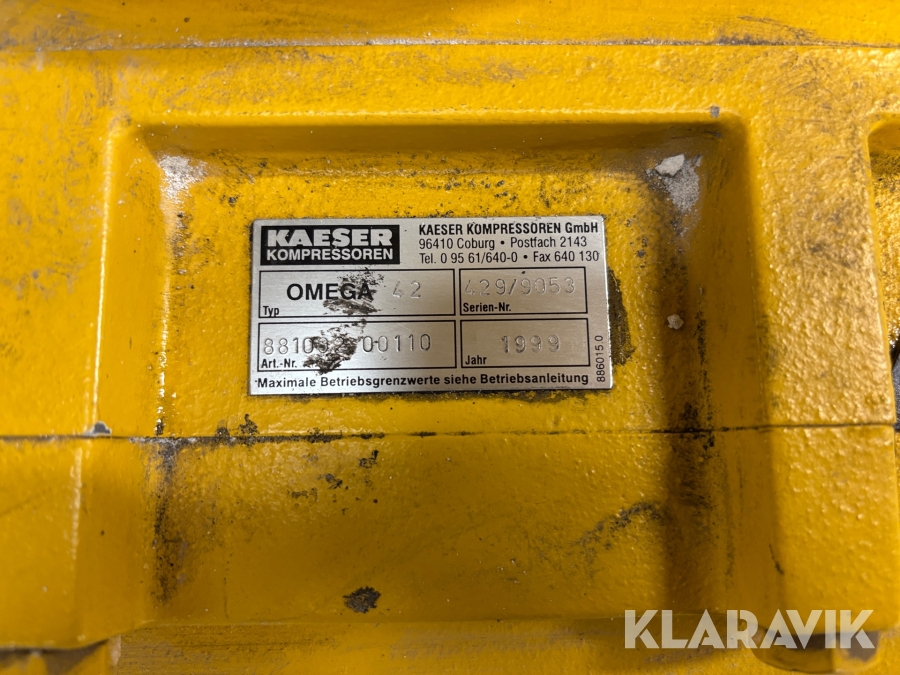 KAESER
KOMPRESSOREN
KAESER KOMPRESSOREN GmbH
96410 Coburg • Postfach 2143
Tel. 0 95 61/640-0 • Fax 640 130
OMEGA 42
Typ
429/9053
Serien-Nr.
00110
Art.-Nr.
1999
Jahr
Maximale Betriebsgrenzwerte siehe Betriebsanleitung
886015.0
KLARAVIK